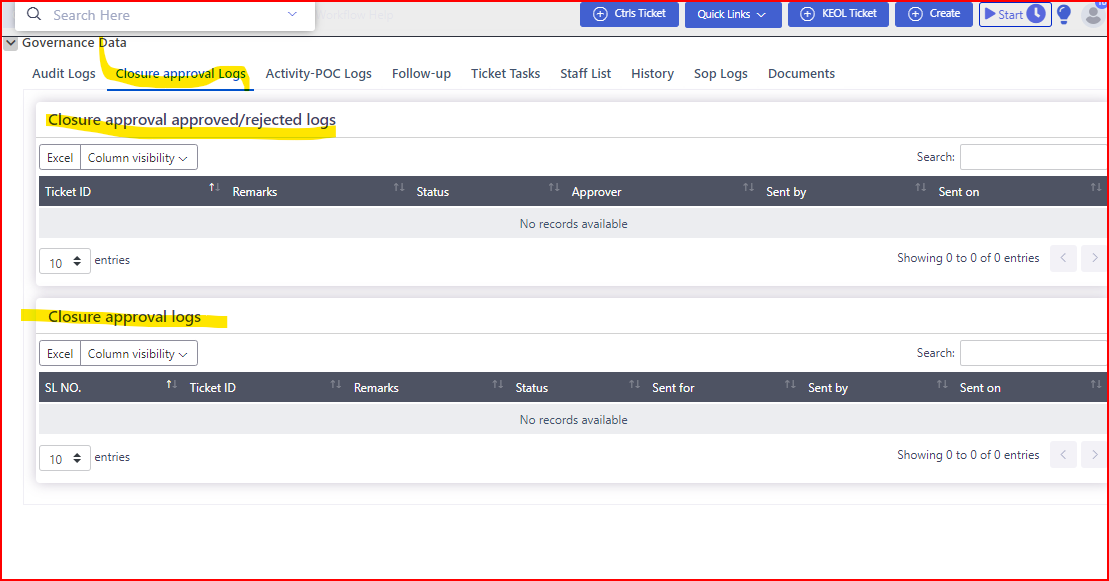 Search Here Workflow Help Ctrls Ticket Quick Links KEOL Ticket Create Start
Governance Data
Audit Logs Closure approval Logs Activity-POC Logs Follow-up Ticket Tasks Staff List History Sop Logs Documents
Closure approval approved/rejected logs
Excel Column visibility Search:
Ticket ID Remarks Status Approver Sent by Sent on
No records available
10 entries Showing 0 to 0 of 0 entries
Closure approval logs
Excel Column visibility Search:
SL NO. Ticket ID Remarks Status Sent for Sent by Sent on
No records available
10 entries Showing 0 to 0 of 0 entries